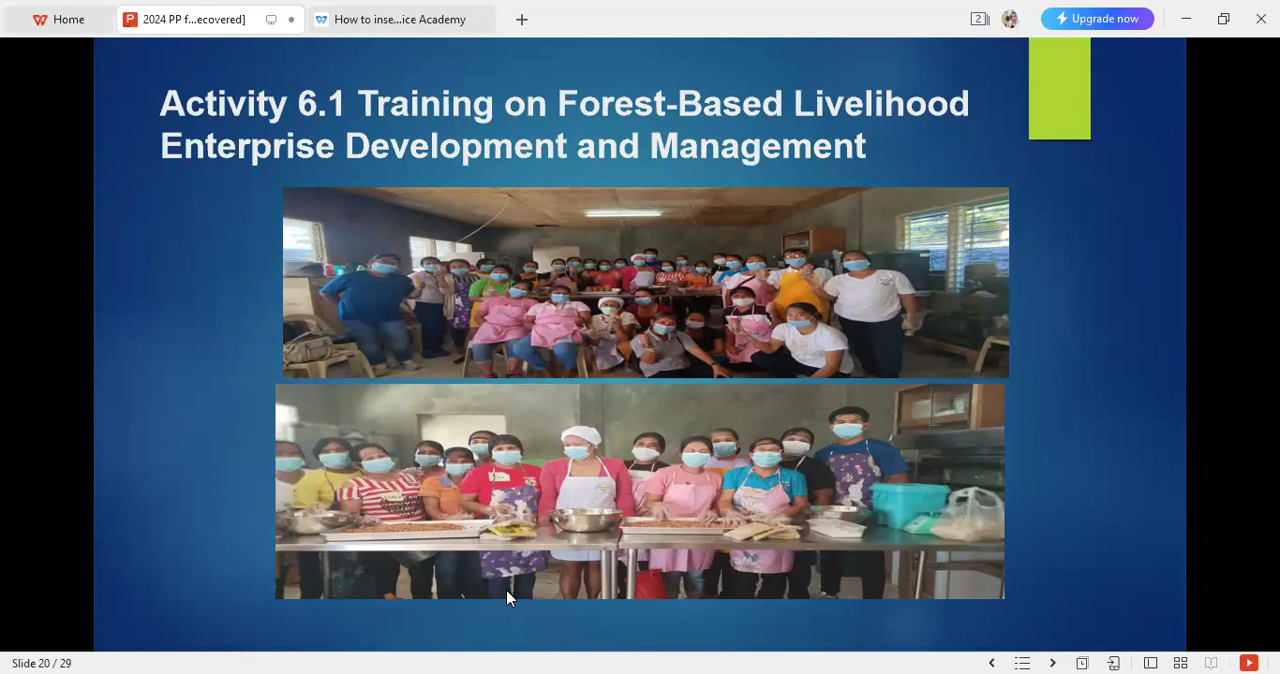 Home
2024 PP f...ecovered]
How to inse...ice Academy
2
Upgrade now
Activity 6.1 Training on Forest-Based Livelihood
Enterprise Development and Management
Slide 20 / 29